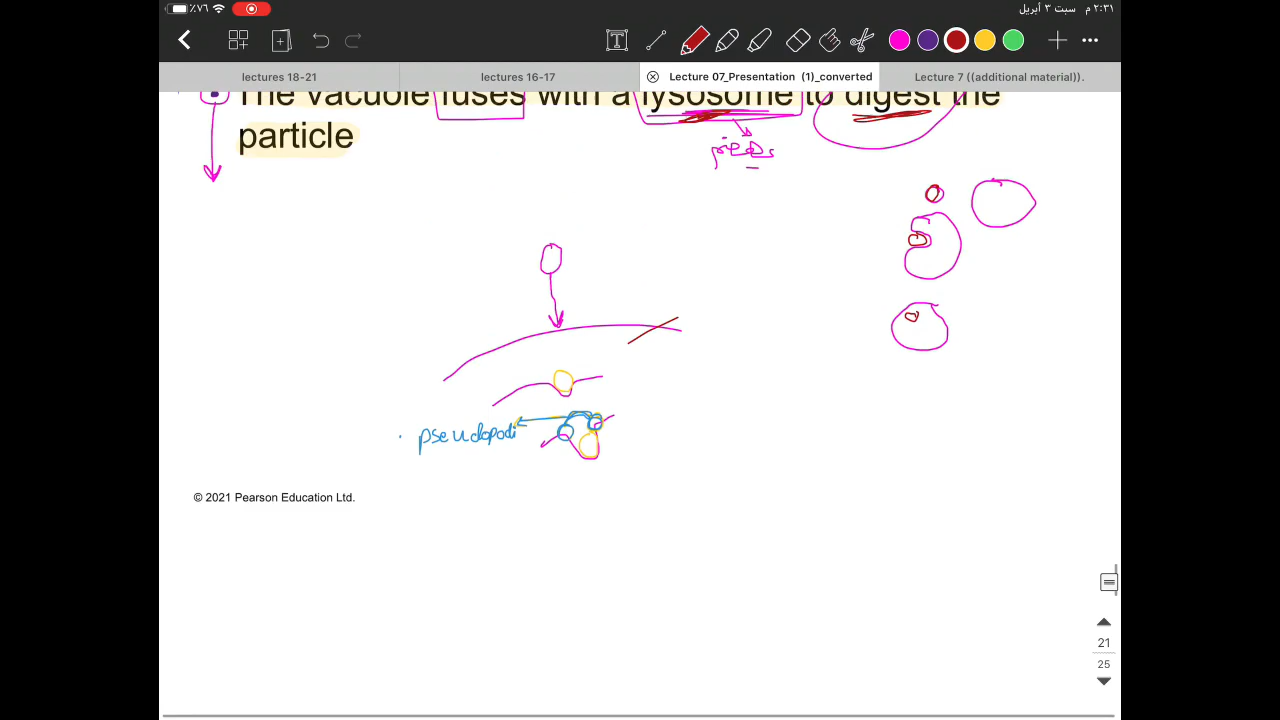 ٪٧٦
٢:٣١ م سبت ٣ أبريل
lectures 18-21
lectures 16-17
Lecture 07_Presentation (1)_converted
Lecture 7 ((additional material)).
The vacuole fuses with a lysosome to digest the
particle
pseudopodi
© 2021 Pearson Education Ltd.
21
25